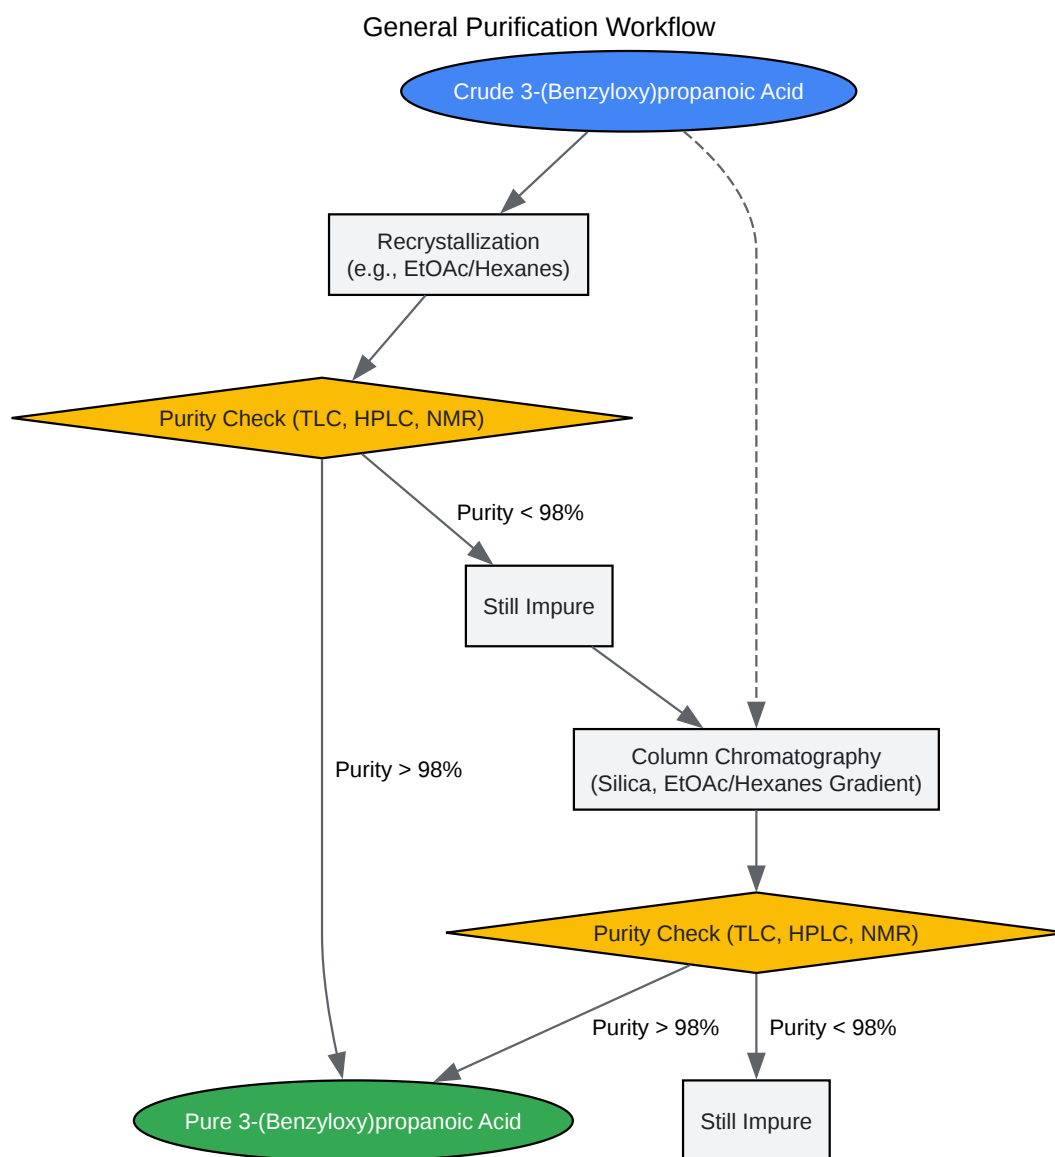 General Purification Workflow
Crude 3-(Benzyloxy)propanoic Acid
Recrystallization
(e.g., EtOAc/Hexanes)
Purity Check (TLC, HPLC, NMR)
Purity < 98%
Still Impure
Column Chromatography
(Silica, EtOAc/Hexanes Gradient)
Purity > 98%
Purity Check (TLC, HPLC, NMR)
Purity > 98%
Purity < 98%
Pure 3-(Benzyloxy)propanoic Acid
Still Impure